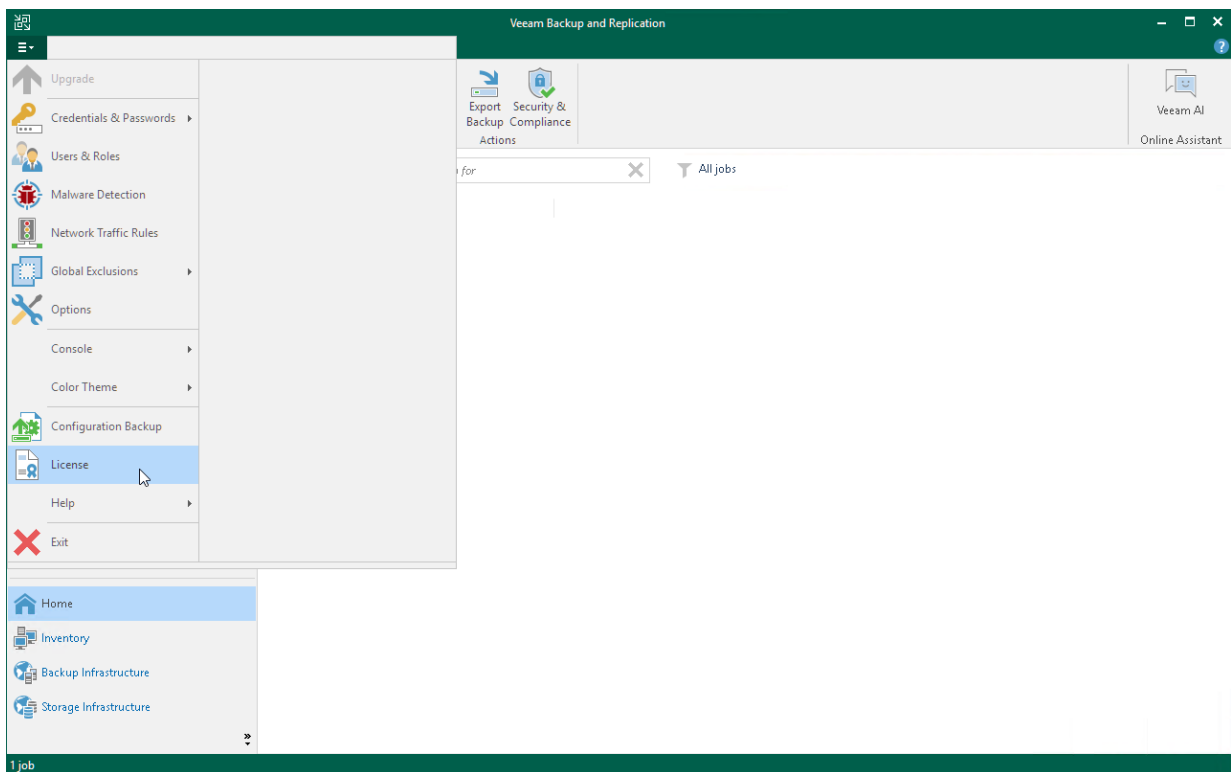 Veeam Backup and Replication
Upgrade
Credentials & Passwords
Users & Roles
Malware Detection
Network Traffic Rules
Global Exclusions
Options
Console
Color Theme
Configuration Backup
License
Help
Exit
Export Backup
Security & Compliance
Actions
Veeam AI
Online Assistant
for
All jobs
Home
Inventory
Backup Infrastructure
Storage Infrastructure
1 job